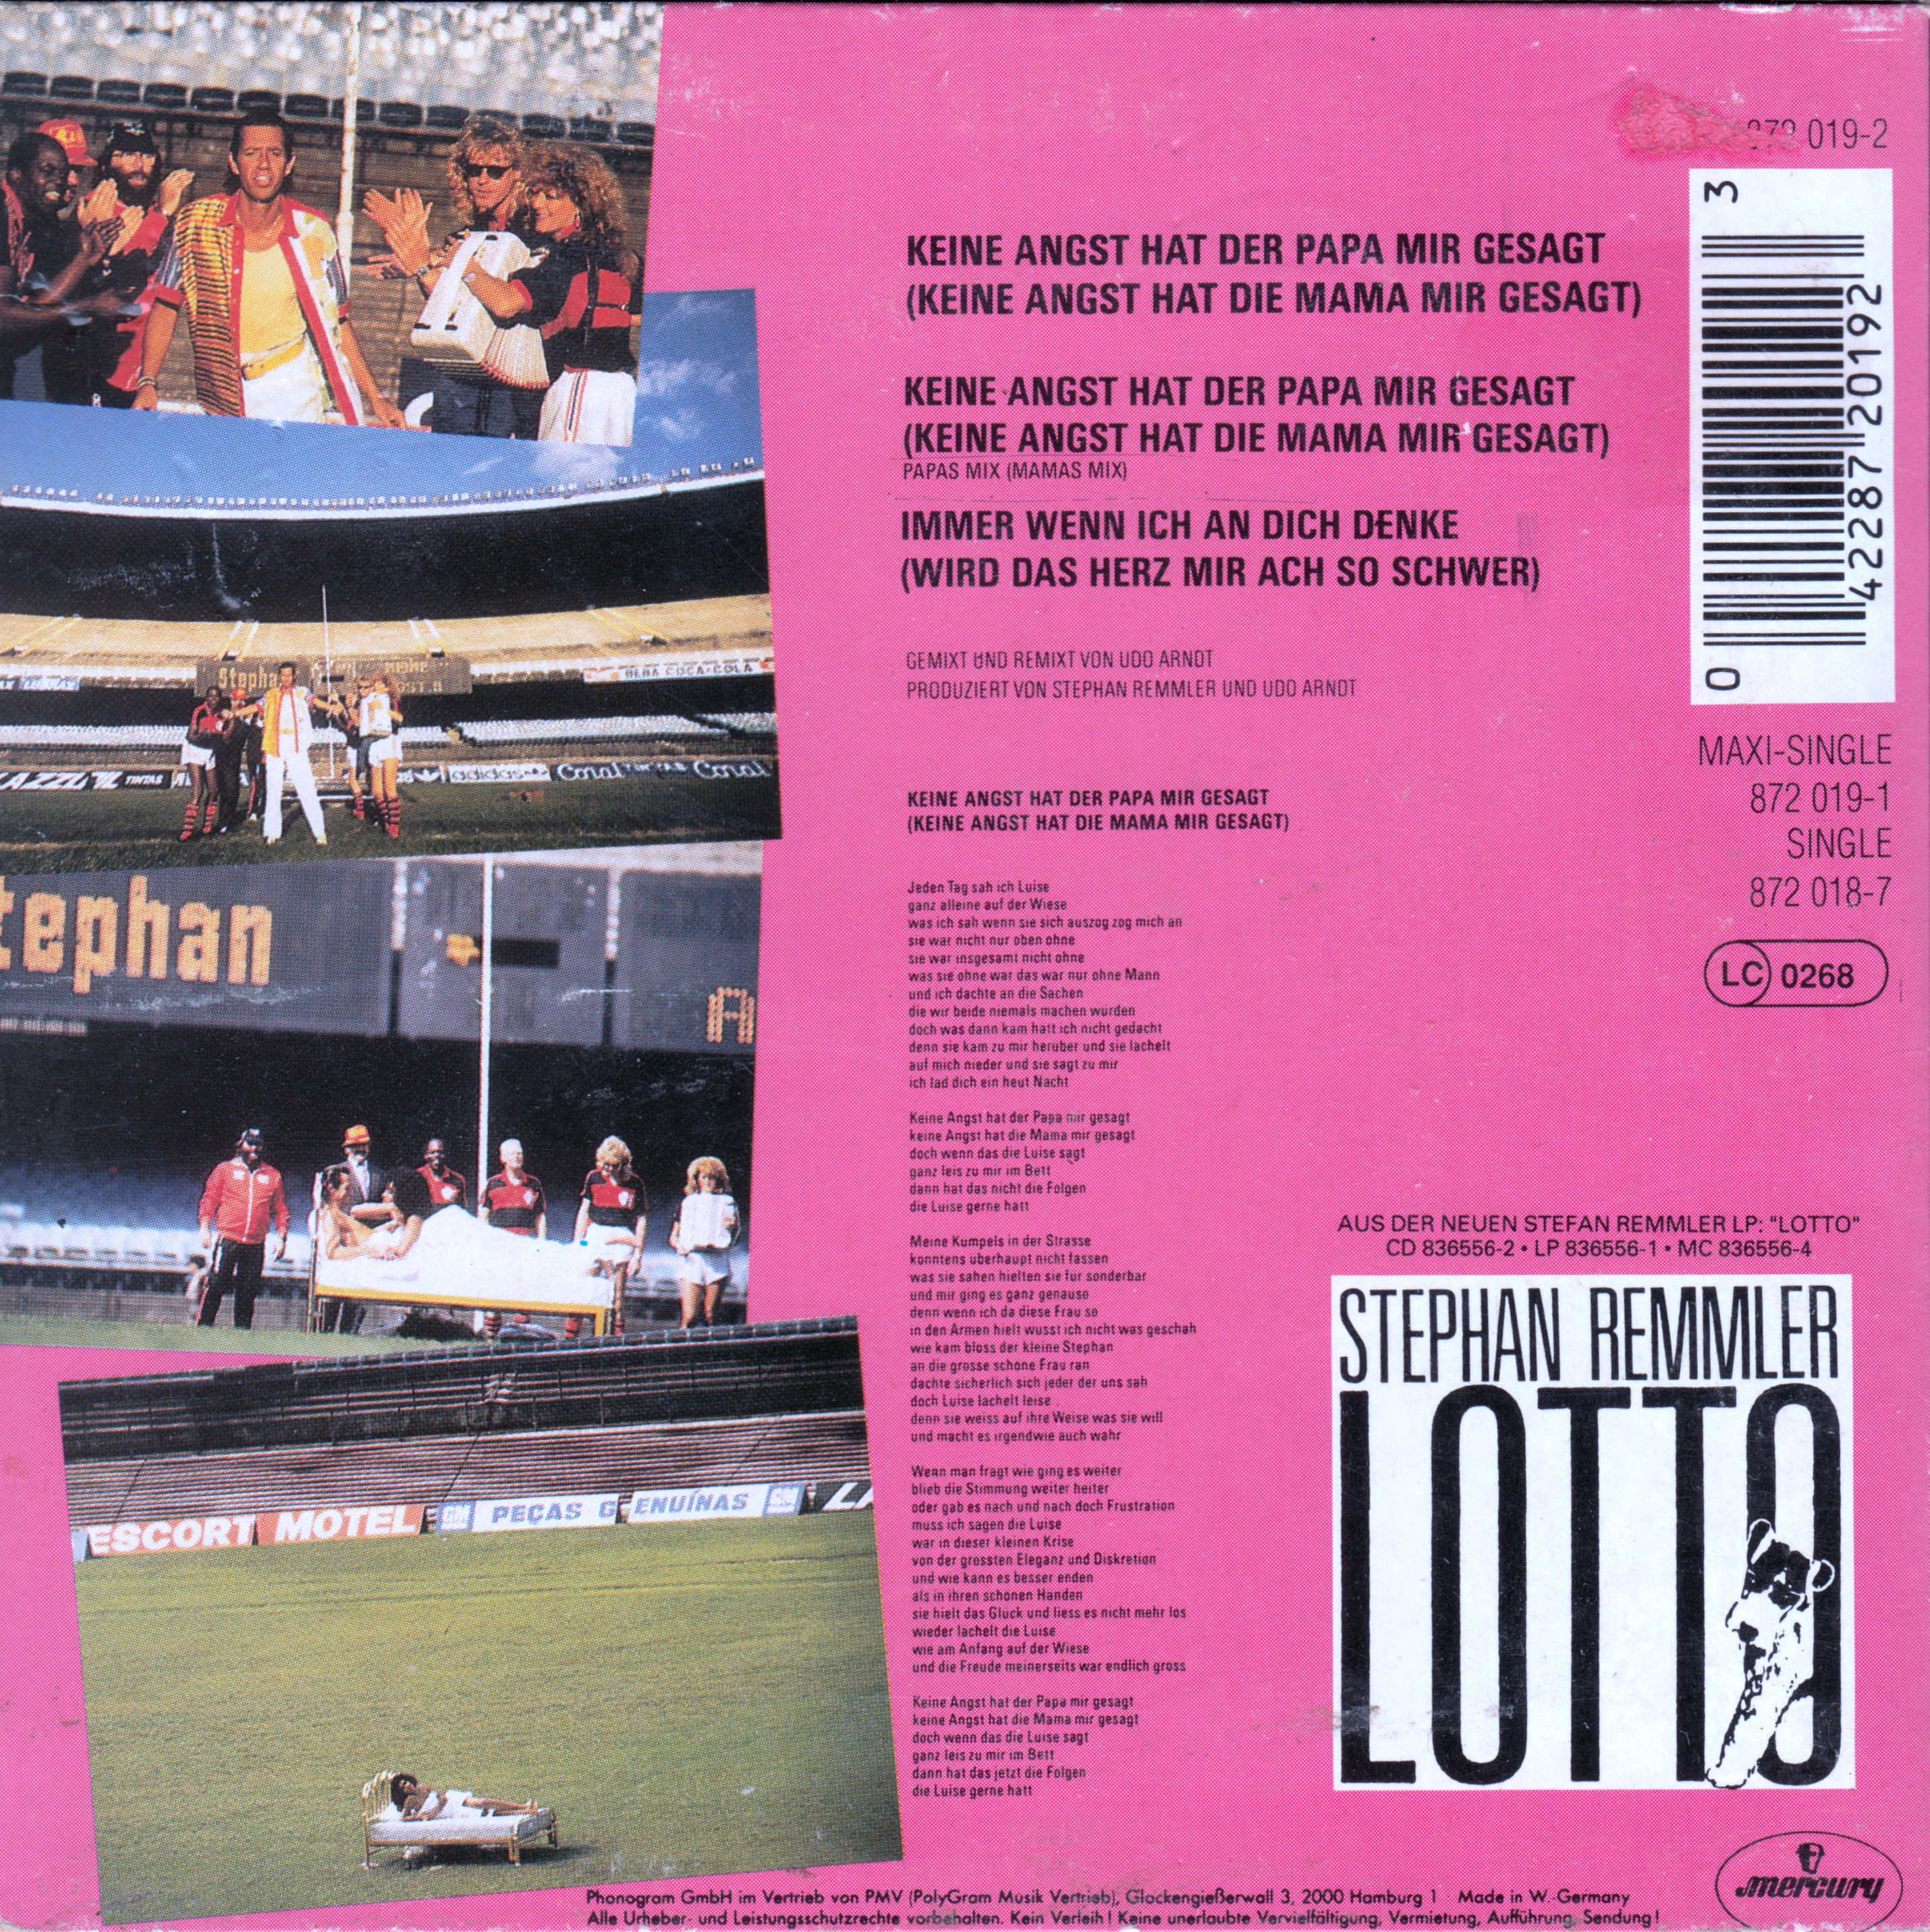 872 019-2
3
42287 20192
0
KEINE ANGST HAT DER PAPA MIR GESAGT
(KEINE ANGST HAT DIE MAMA MIR GESAGT)
KEINE ANGST HAT DER PAPA MIR GESAGT
(KEINE ANGST HAT DIE MAMA MIR GESAGT)
PAPAS MIX (MAMAS MIX)
IMMER WENN ICH AN DICH DENKE
(WIRD DAS HERZ MIR ACH SO SCHWER)
GEMIXT UND REMIXT VON UDO ARNDT
PRODUZIERT VON STEPHAN REMMLER UND UDO ARNDT
MAXI-SINGLE
872 019-1
SINGLE
872 018-7
LC 0268
KEINE ANGST HAT DER PAPA MIR GESAGT
(KEINE ANGST HAT DIE MAMA MIR GESAGT)
Jeden Tag sah ich Luise
ganz alleine auf der Wiese
was ich sah wenn sie sich auszog zog mich an
sie war nicht nur oben ohne
sie war insgesamt nicht ohne
was sie ohne war das war nur ohne Mann
und ich dachte an die Sachen
die wir beide niemals machen wurden
doch was dann kam hatt ich nicht gedacht
denn sie kam zu mir heruber und sie lachelt
auf mich nieder und sie sagt zu mir
ich lad dich ein heut Nacht
Keine Angst hat der Papa mir gesagt
keine Angst hat die Mama mir gesagt
doch wenn das die Luise sagt
ganz leis zu mir im Bett
dann hat das nicht die Folgen
die Luise gerne hatt
Meine Kumpels in der Strasse
konntens uberhaupt nicht fassen
was sie sahen hielten sie fur sonderbar
und mir ging es ganz genauso
denn wenn ich da diese Frau so
in den Armen hielt wusst ich nicht was geschah
wie kam bloss der kleine Stephan
an die grosse schone Frau ran
dachte sicherlich sich jeder der uns sah
doch Luise lachelt leise
denn sie weiss auf ihre Weise was sie will
und macht es irgendwie auch wahr
Wenn man fragt wie ging es weiter
blieb die Stimmung weiter heiter
oder gab es nach und nach doch Frustration
muss ich sagen die Luise
war in dieser kleinen Krise
von der grossten Eleganz und Diskretion
und wie kann es besser enden
als in ihren schonen Handen
sie hielt das Gluck und liess es nicht mehr los
wieder lachelt die Luise
wie am Anfang auf der Wiese
und die Freude meinerseits war endlich gross
Keine Angst hat der Papa mir gesagt
keine Angst hat die Mama mir gesagt
doch wenn das die Luise sagt
ganz leis zu mir im Bett
dann hat das jetzt die Folgen
die Luise gerne hatt
AUS DER NEUEN STEFAN REMMLER LP: "LOTTO"
CD 836556-2 • LP 836556-1 • MC 836556-4
STEPHAN REMMLER
LOTTO
mercury
Phonogram GmbH im Vertrieb von PMV (PolyGram Musik Vertrieb), Glockengießerwall 3, 2000 Hamburg 1 · Made in W.-Germany
Alle Urheber- und Leistungsschutzrechte vorbehalten. Kein Verleih! Keine unerlaubte Vervielfältigung, Vermietung, Aufführung, Sendung!
Stepha
BEBA COCA-COLA
TINTAS
adidas
Coral
Coral
tephan
A
ESCORT MOTEL
GM PEÇAS GENUÍNAS GM